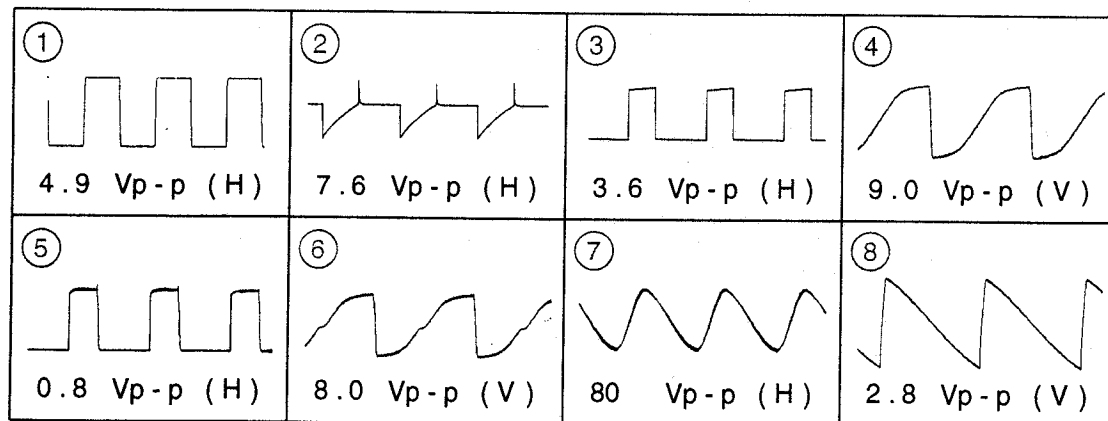 ① ② ③ ④
4.9 Vp-p (H) 7.6 Vp-p (H) 3.6 Vp-p (H) 9.0 Vp-p (V)
⑤ ⑥ ⑦ ⑧
0.8 Vp-p (H) 8.0 Vp-p (V) 80 Vp-p (H) 2.8 Vp-p (V)